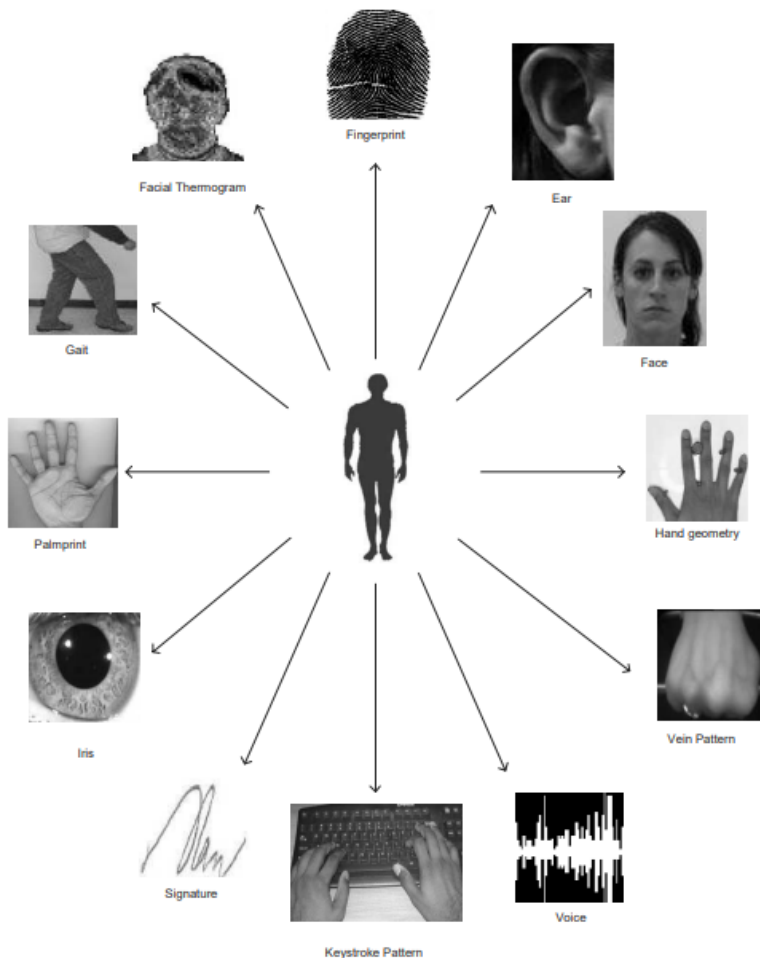 Fingerprint
Facial Thermogram
Ear
Gait
Face
Palmprint
Hand geometry
Iris
Vein Pattern
Signature
Voice
Keystroke Pattern